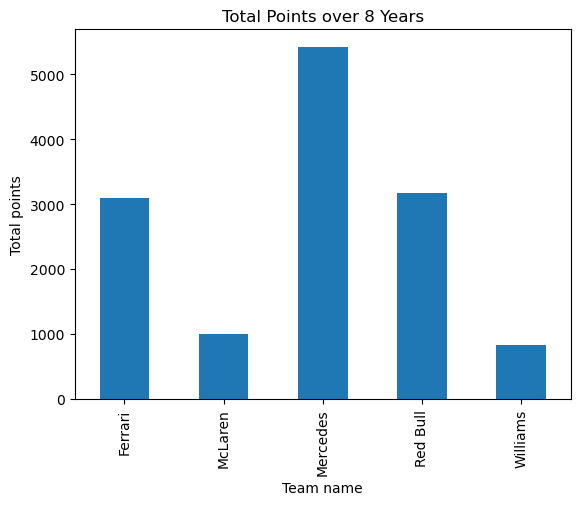 Total Points over 8 Years
Total points
5000
4000
3000
2000
1000
0
Ferrari
McLaren
Mercedes
Red Bull
Williams
Team name